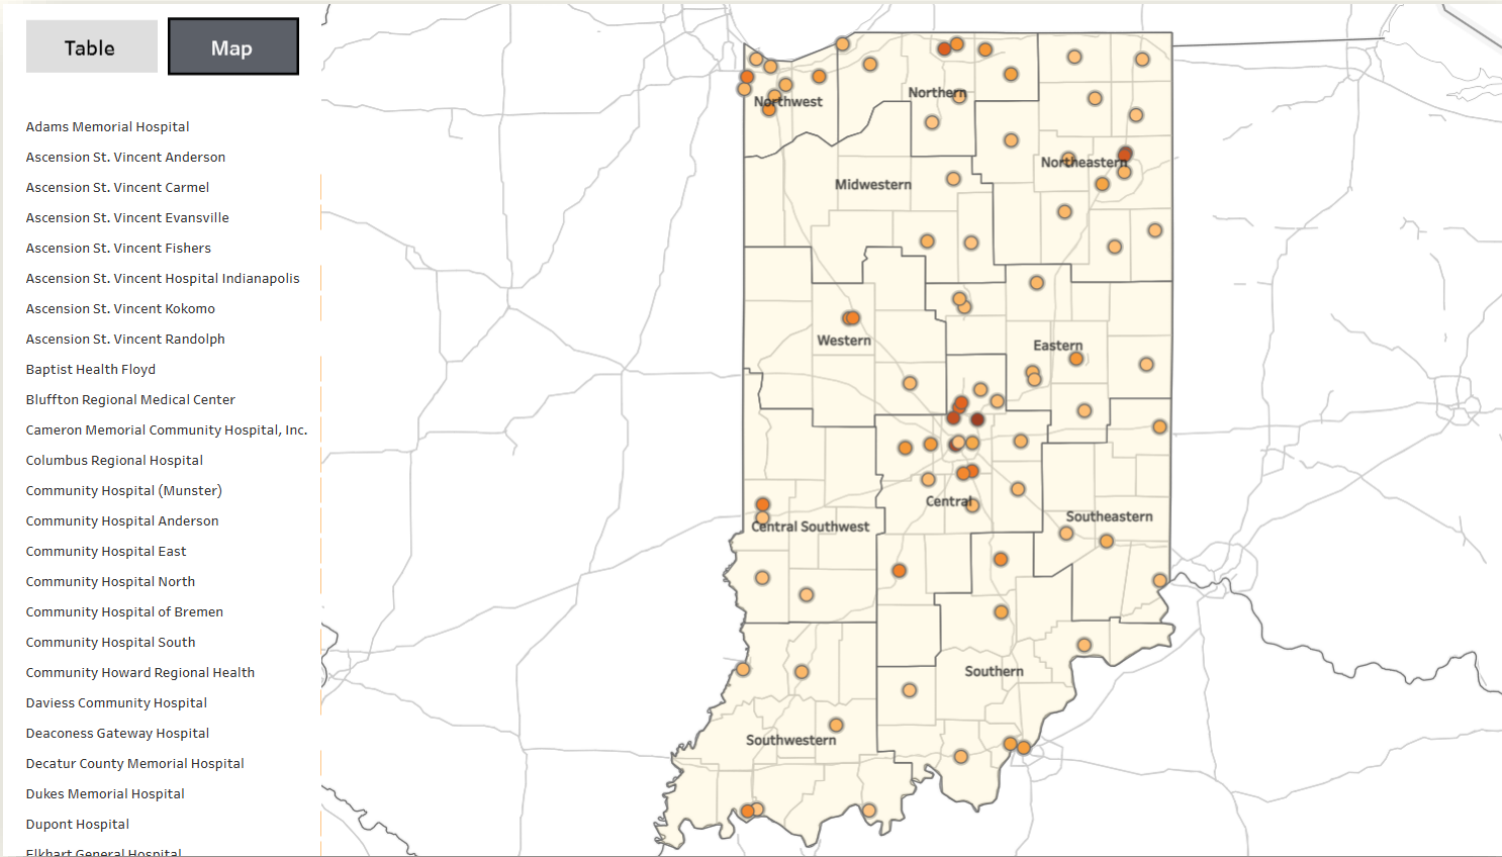 Table
Map
Adams Memorial Hospital
Ascension St. Vincent Anderson
Ascension St. Vincent Carmel
Ascension St. Vincent Evansville
Ascension St. Vincent Fishers
Ascension St. Vincent Hospital Indianapolis
Ascension St. Vincent Kokomo
Ascension St. Vincent Randolph
Baptist Health Floyd
Bluffton Regional Medical Center
Cameron Memorial Community Hospital, Inc.
Columbus Regional Hospital
Community Hospital (Munster)
Community Hospital Anderson
Community Hospital East
Community Hospital North
Community Hospital of Bremen
Community Hospital South
Community Howard Regional Health
Daviess Community Hospital
Deaconess Gateway Hospital
Decatur County Memorial Hospital
Dukes Memorial Hospital
Dupont Hospital
Elkhart General Hospital
Northwest
Northern
Northeastern
Midwestern
Western
Eastern
Central
Southeastern
Central Southwest
Southern
Southwestern